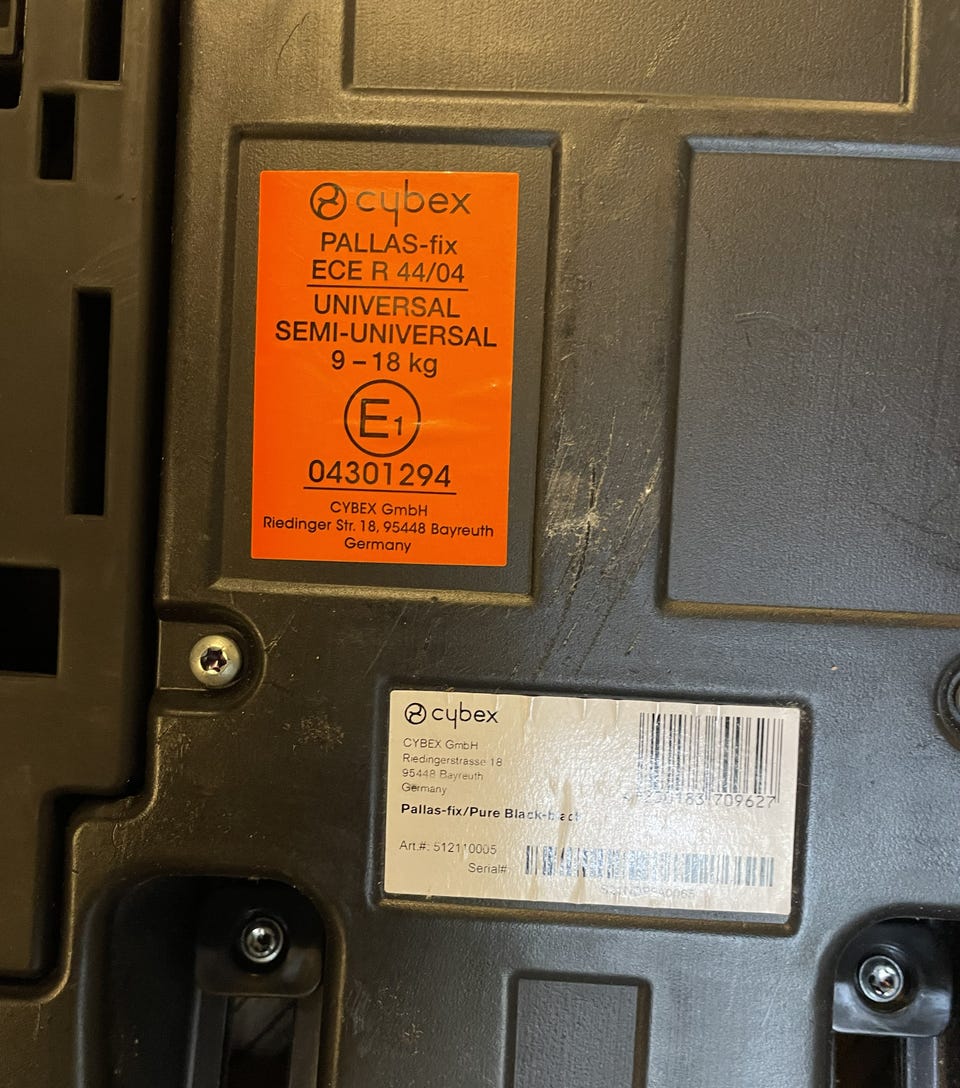 cybex
PALLAS-fix
ECE R 44/04
UNIVERSAL
SEMI-UNIVERSAL
9 – 18 kg
E1
04301294
CYBEX GmbH
Riedinger Str. 18, 95448 Bayreuth
Germany
cybex
CYBEX GmbH
Riedingerstrasse 18
95448 Bayreuth
Germany
Pallas-fix/Pure Black-black
709627
Art.#: 512110005
Serial#: